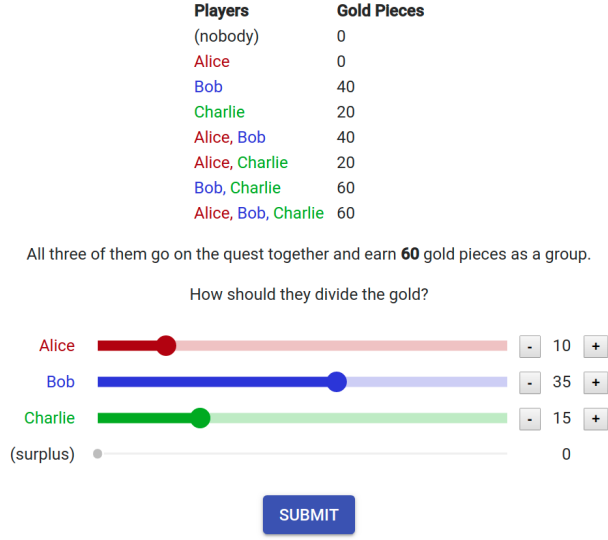 Players Gold Pieces
(nobody) 0
Alice 0
Bob 40
Charlie 20
Alice, Bob 40
Alice, Charlie 20
Bob, Charlie 60
Alice, Bob, Charlie 60
All three of them go on the quest together and earn 60 gold pieces as a group.
How should they divide the gold?
Alice - 10 +
Bob - 35 +
Charlie - 15 +
(surplus) 0
SUBMIT